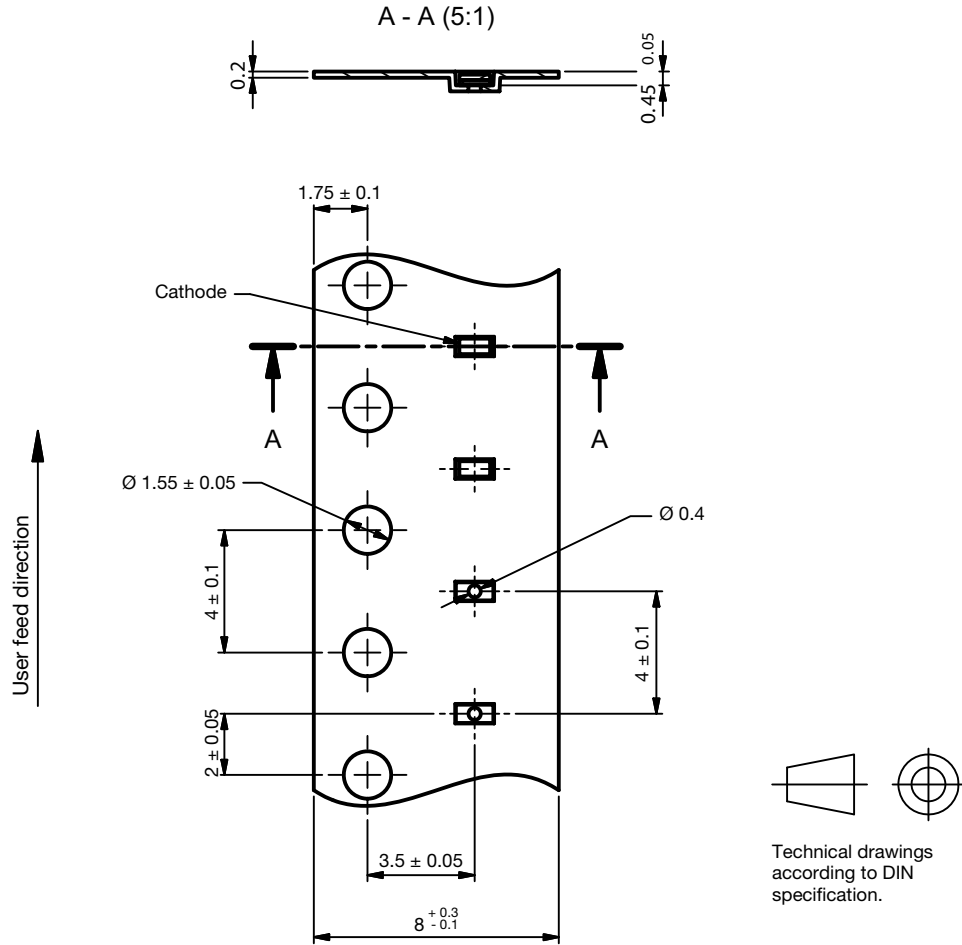 A - A (5:1)
0.2
0.05
0.45
1.75 ± 0.1
Cathode
A
A
Ø 1.55 ± 0.05
Ø 0.4
User feed direction
4 ± 0.1
4 ± 0.1
2 ± 0.05
3.5 ± 0.05
8 + 0.3
- 0.1
Technical drawings
according to DIN
specification.